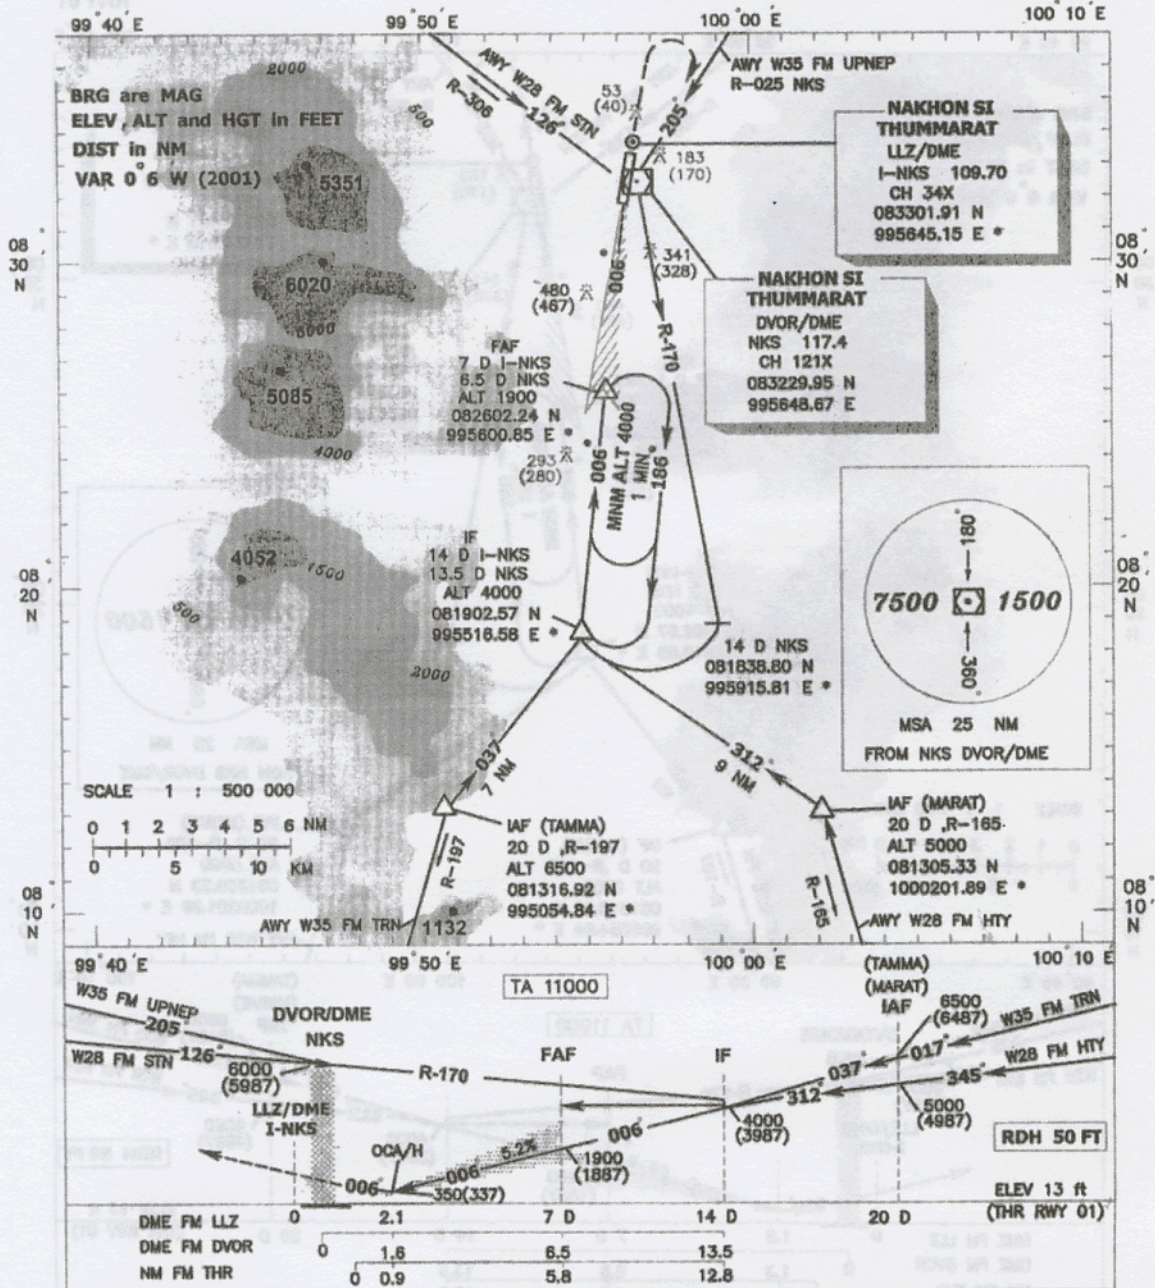 99° 40' E
99° 50' E
100° 00' E
100° 10' E
BRG are MAG
ELEV, ALT and HGT in FEET
DIST in NM
VAR 0° 6' W (2001)
2000
500
5351
6020
6000
5085
4000
4052
1500
500
2000
AWY W28 FM STN
R-306
126°
AWY W35 FM UPNEP
R-025 NKS
205°
53
(40)
183
(170)
NAKHON SI
THUMMARAT
LLZ/DME
I-NKS 109.70
CH 34X
083301.91 N
995645.15 E *
08°
30'
N
08°
30'
N
006°
341
(328)
480
(467)
R-170
NAKHON SI
THUMMARAT
DVOR/DME
NKS 117.4
CH 121X
083229.95 N
995648.67 E
FAF
7 D I-NKS
6.5 D NKS
ALT 1900
082602.24 N
995600.85 E *
293
(280)
006°
MNM ALT 4000
1 MIN
186°
IF
14 D I-NKS
13.5 D NKS
ALT 4000
081902.57 N
995516.58 E *
08°
20'
N
08°
20'
N
14 D NKS
081838.80 N
995915.81 E *
180°
7500
1500
360°
MSA 25 NM
FROM NKS DVOR/DME
037°
7 NM
312°
9 NM
SCALE 1 : 500 000
0 1 2 3 4 5 6 NM
0 5 10 KM
IAF (TAMMA)
20 D ,R-197
ALT 6500
081316.92 N
995054.84 E *
IAF (MARAT)
20 D ,R-165
ALT 5000
081305.33 N
1000201.89 E *
R-197
R-165
08°
10'
N
08°
10'
N
AWY W35 FM TRN
1132
AWY W28 FM HTY
99° 40' E
99° 50' E
100° 00' E
100° 10' E
TA 11000
(TAMMA)
(MARAT)
IAF
W35 FM UPNEP
205°
W28 FM STN
126°
DVOR/DME
NKS
6000
(5987)
R-170
FAF
IF
6500
(6487)
W35 FM TRN
017°
037°
W28 FM HTY
345°
312°
5000
(4987)
4000
(3987)
LLZ/DME
I-NKS
OCA/H
5.2%
006°
1900
(1887)
006°
006°
350(337)
RDH 50 FT
ELEV 13 ft
(THR RWY 01)
DME FM LLZ 0 2.1 7 D 14 D 20 D
DME FM DVOR 0 1.6 6.5 13.5
NM FM THR 0 0.9 5.8 12.8